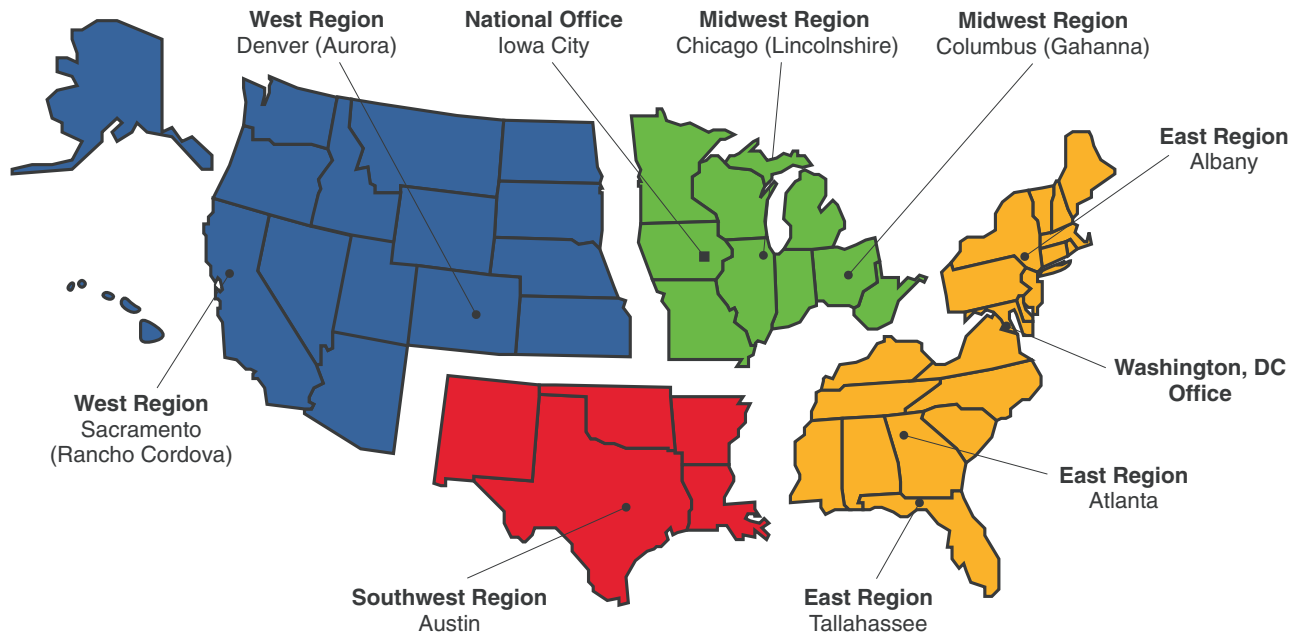 West Region
Denver (Aurora)
National Office
Iowa City
Midwest Region
Chicago (Lincolnshire)
Midwest Region
Columbus (Gahanna)
East Region
Albany
Washington, DC
Office
West Region
Sacramento
(Rancho Cordova)
East Region
Atlanta
Southwest Region
Austin
East Region
Tallahassee